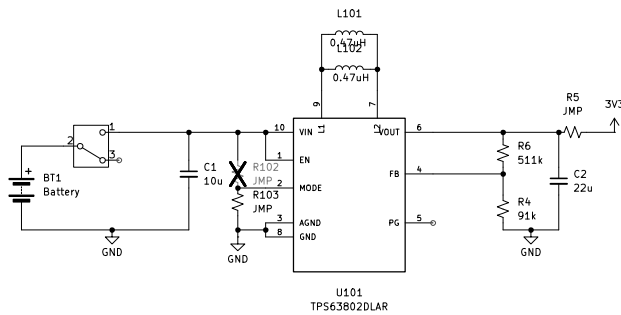 L101
0.47uH
L102
0.47uH
9
7
L1
L2
10
VIN
1
EN
2
MODE
3
AGND
8
GND
VOUT
6
FB
4
PG
5
1
2
3
+
BT1
Battery
C1
10u
R102
JMP
R103
JMP
GND
GND
R6
511k
R4
91k
C2
22u
GND
R5
JMP
3V3
U101
TPS63802DLAR